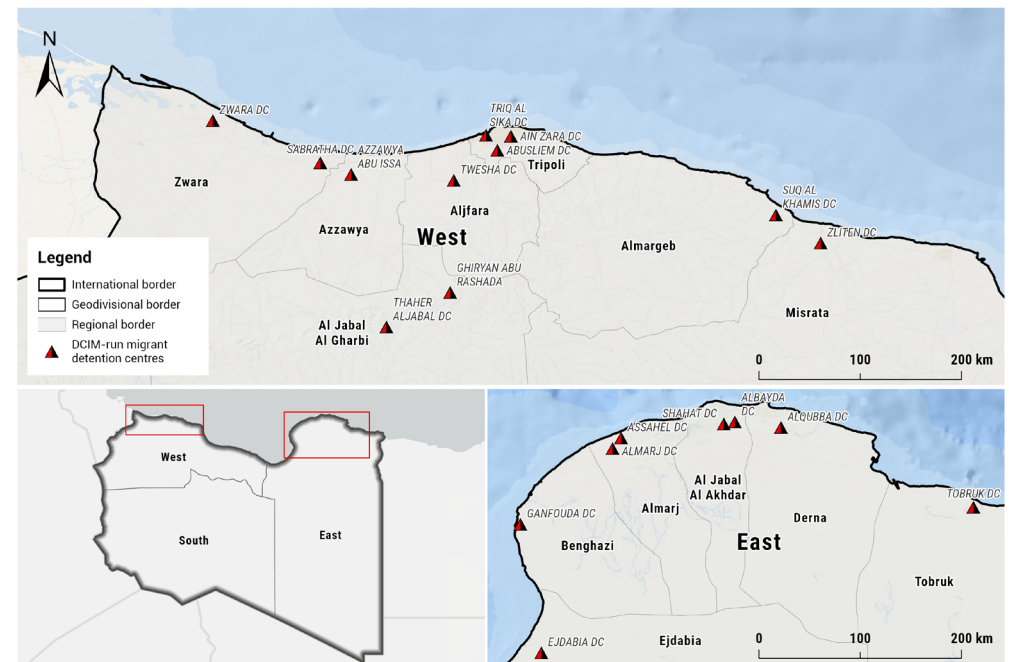 N
ZWARA DC
TRIQ AL
SIKA DC
AIN ZARA DC
ABUSLIEM DC
Tripoli
SABRATHA DC
AZZAWYA
ABU ISSA
TWESHA DC
Zwara
Aljfara
SUQ AL
KHAMIS DC
Azzawya
West
Almargeb
ZLITEN DC
Legend
International border
Geodivisional border
Regional border
DCIM-run migrant
detention centres
GHIRYAN ABU
RASHADA
THAHER
ALJABAL DC
Al Jabal
Al Gharbi
Misrata
0 100 200 km
West
South
East
ALBAYDA
DC
SHAHAT DC
ALQUBBA DC
ASSAHEL DC
ALMARJ DC
Al Jabal
Al Akhdar
TOBRUK DC
Almarj
GANFOUDA DC
Derna
Benghazi
East
Tobruk
EJDABIA DC
Ejdabia
0 100 200 km